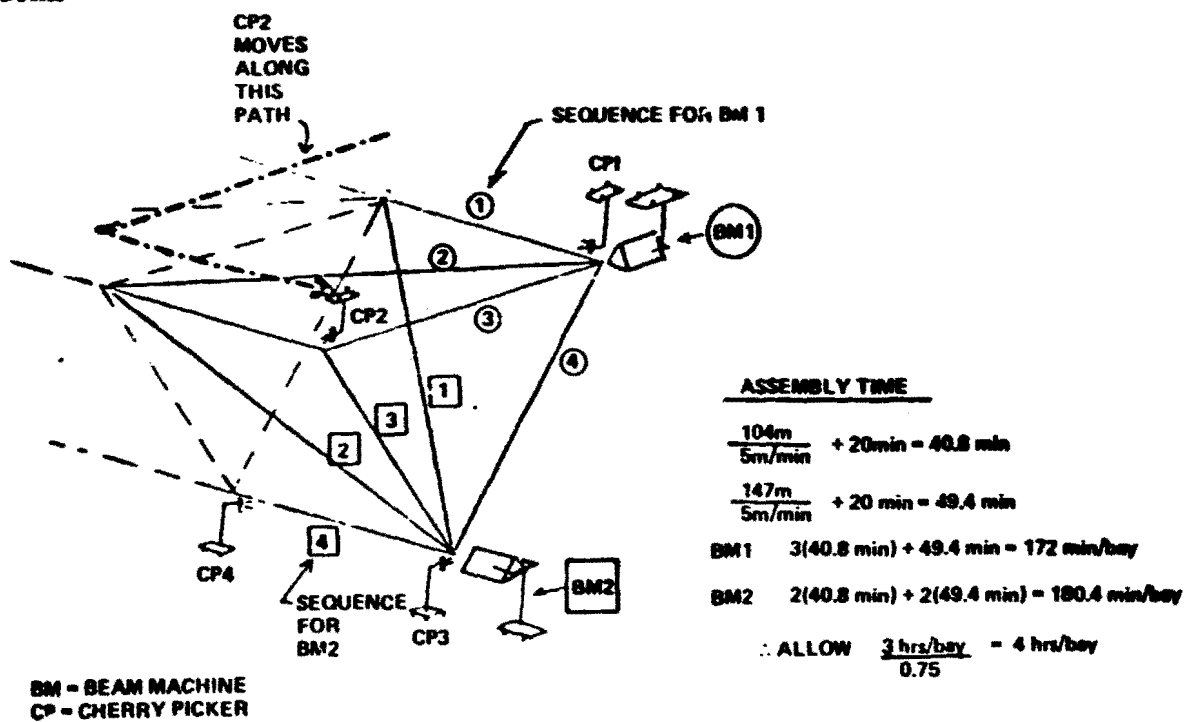 CP2
MOVES
ALONG
THIS
PATH
SEQUENCE FOR BM 1
CP1
1
BM1
2
CP2
3
4
1
3
2
ASSEMBLY TIME
104m
5m/min
+ 20min = 40.8 min
147m
5m/min
+ 20 min = 49.4 min
BM1 3(40.8 min) + 49.4 min = 172 min/bay
BM2 2(40.8 min) + 2(49.4 min) = 180.4 min/bay
∴ ALLOW 3 hrs/bay = 4 hrs/bay
0.75
CP4
4
SEQUENCE
FOR
BM2
CP3
BM2
BM = BEAM MACHINE
CP = CHERRY PICKER